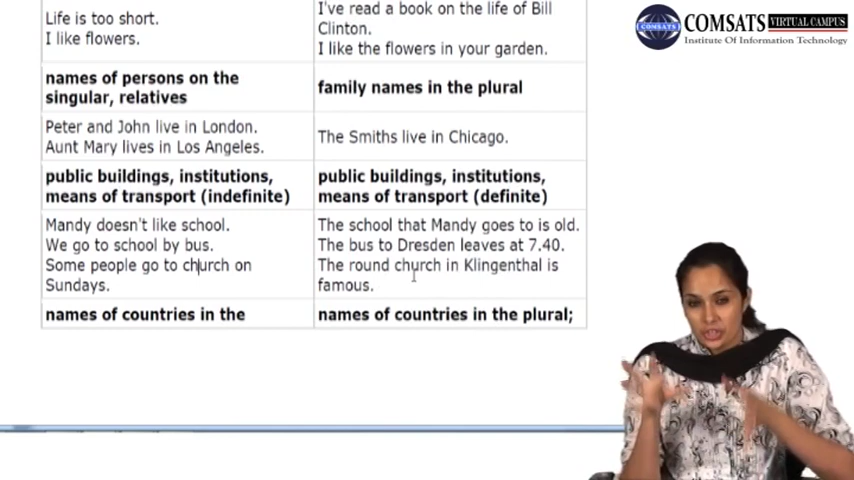 COMSATS VIRTUAL CAMPUS
Institute Of Information Technology
COMSATS
Life is too short.
I like flowers.
I've read a book on the life of Bill
Clinton.
I like the flowers in your garden.
names of persons on the
singular, relatives
family names in the plural
Peter and John live in London.
Aunt Mary lives in Los Angeles.
The Smiths live in Chicago.
public buildings, institutions,
means of transport (indefinite)
public buildings, institutions,
means of transport (definite)
Mandy doesn't like school.
We go to school by bus.
Some people go to church on
Sundays.
The school that Mandy goes to is old.
The bus to Dresden leaves at 7.40.
The round church in Klingenthal is
famous.
names of countries in the
names of countries in the plural;